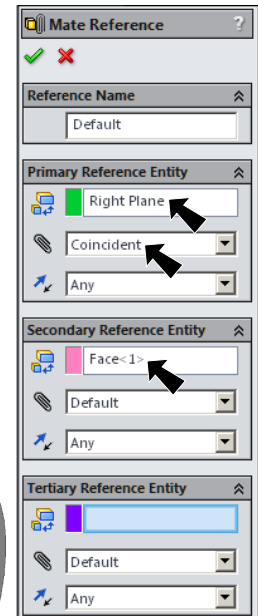 Mate Reference ?
Reference Name
Default
Primary Reference Entity
Right Plane
Coincident
Any
Secondary Reference Entity
Face<1>
Default
Any
Tertiary Reference Entity
Default
Any